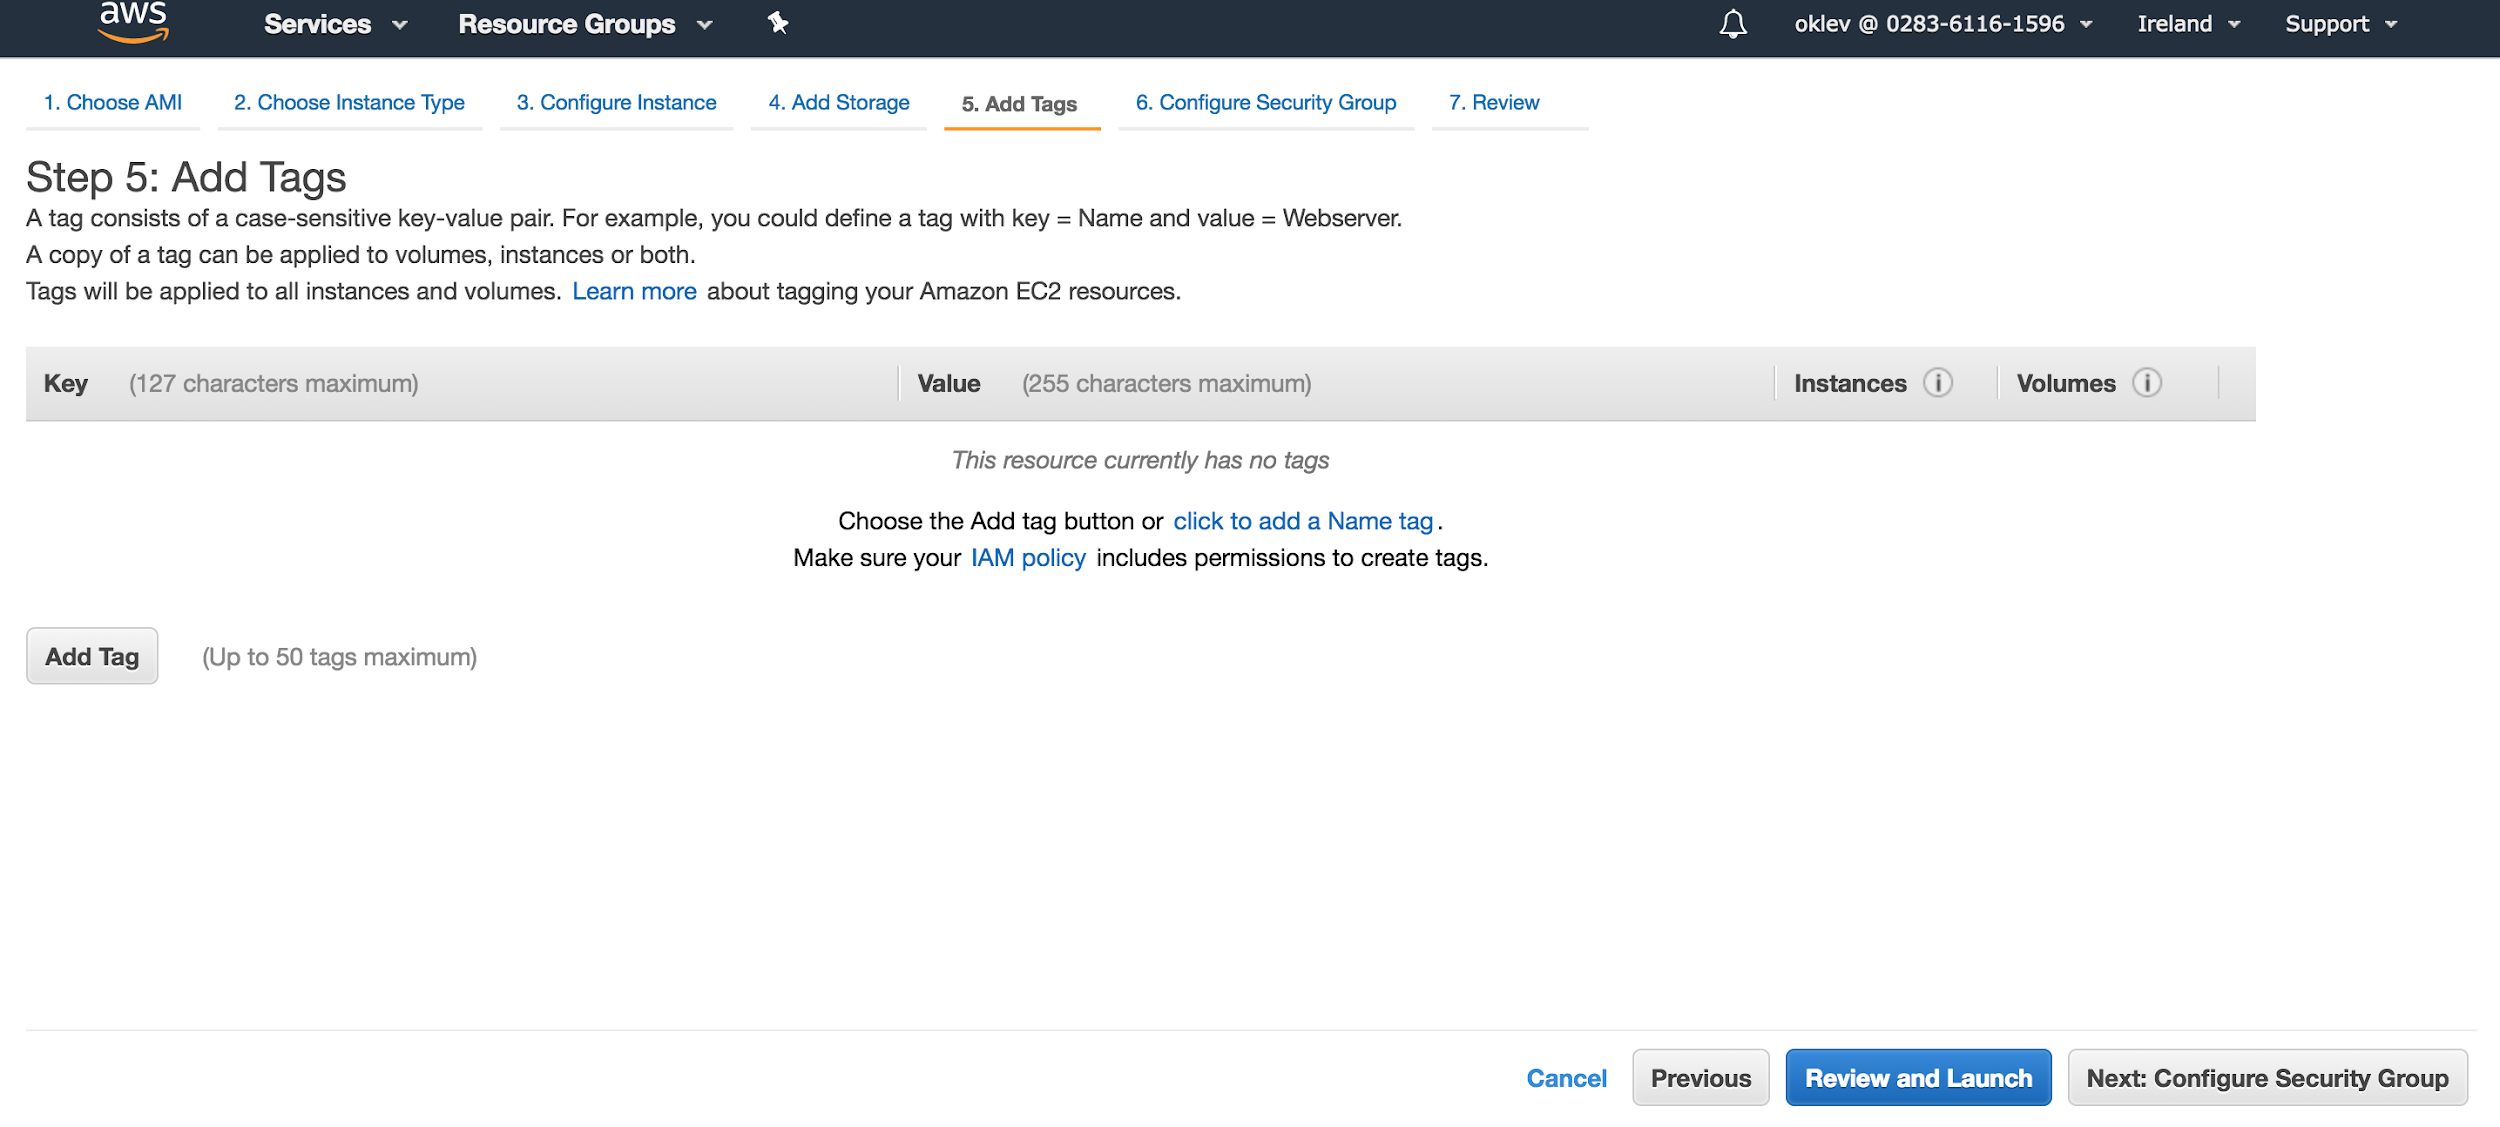 aws Services Resource Groups oklev @ 0283-6116-1596 Ireland Support
1. Choose AMI 2. Choose Instance Type 3. Configure Instance 4. Add Storage 5. Add Tags 6. Configure Security Group 7. Review
Step 5: Add Tags
A tag consists of a case-sensitive key-value pair. For example, you could define a tag with key = Name and value = Webserver.
A copy of a tag can be applied to volumes, instances or both.
Tags will be applied to all instances and volumes. Learn more about tagging your Amazon EC2 resources.
Key (127 characters maximum) Value (255 characters maximum) Instances i Volumes i
This resource currently has no tags
Choose the Add tag button or click to add a Name tag.
Make sure your IAM policy includes permissions to create tags.
Add Tag (Up to 50 tags maximum)
Cancel Previous Review and Launch Next: Configure Security Group